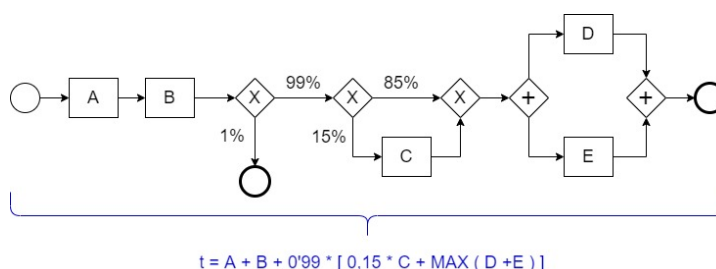 D
99%
85%
A
B
X
X
X
+
+
1%
15%
C
E
t = A + B + 0'99 * [ 0,15 * C + MAX ( D +E ) ]